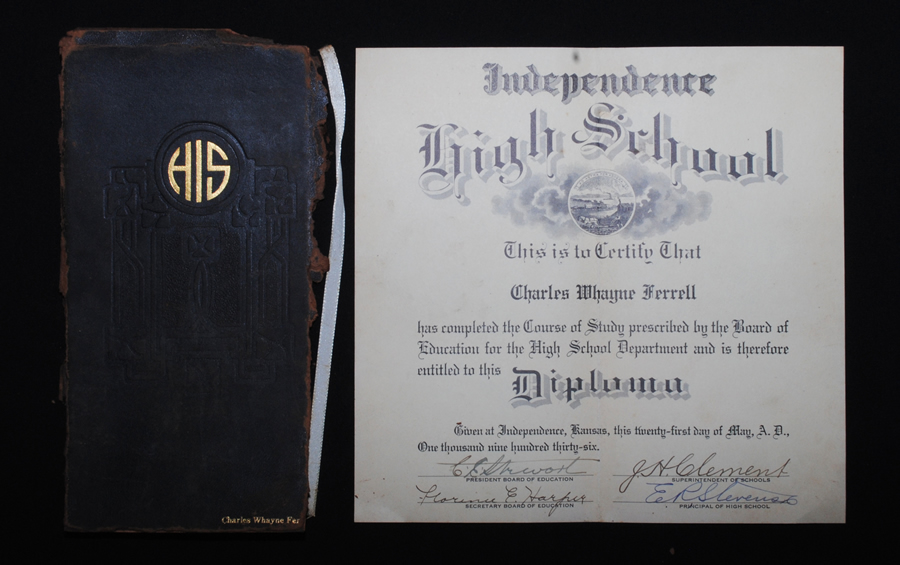 HIS
Charles Whayne Fer
Independence
High School
This is to Certify That
Charles Whayne Ferrell
has completed the Course of Study prescribed by the Board of
Education for the High School Department and is therefore
entitled to this Diploma
Given at Independence, Kansas, this twenty-first day of May, A. D.,
One thousand nine hundred thirty-six.
C. E. Stewart
PRESIDENT BOARD OF EDUCATION
J H Clement
SUPERINTENDENT OF SCHOOLS
Florence E. Harper
SECRETARY BOARD OF EDUCATION
E. R. Stevens
PRINCIPAL OF HIGH SCHOOL